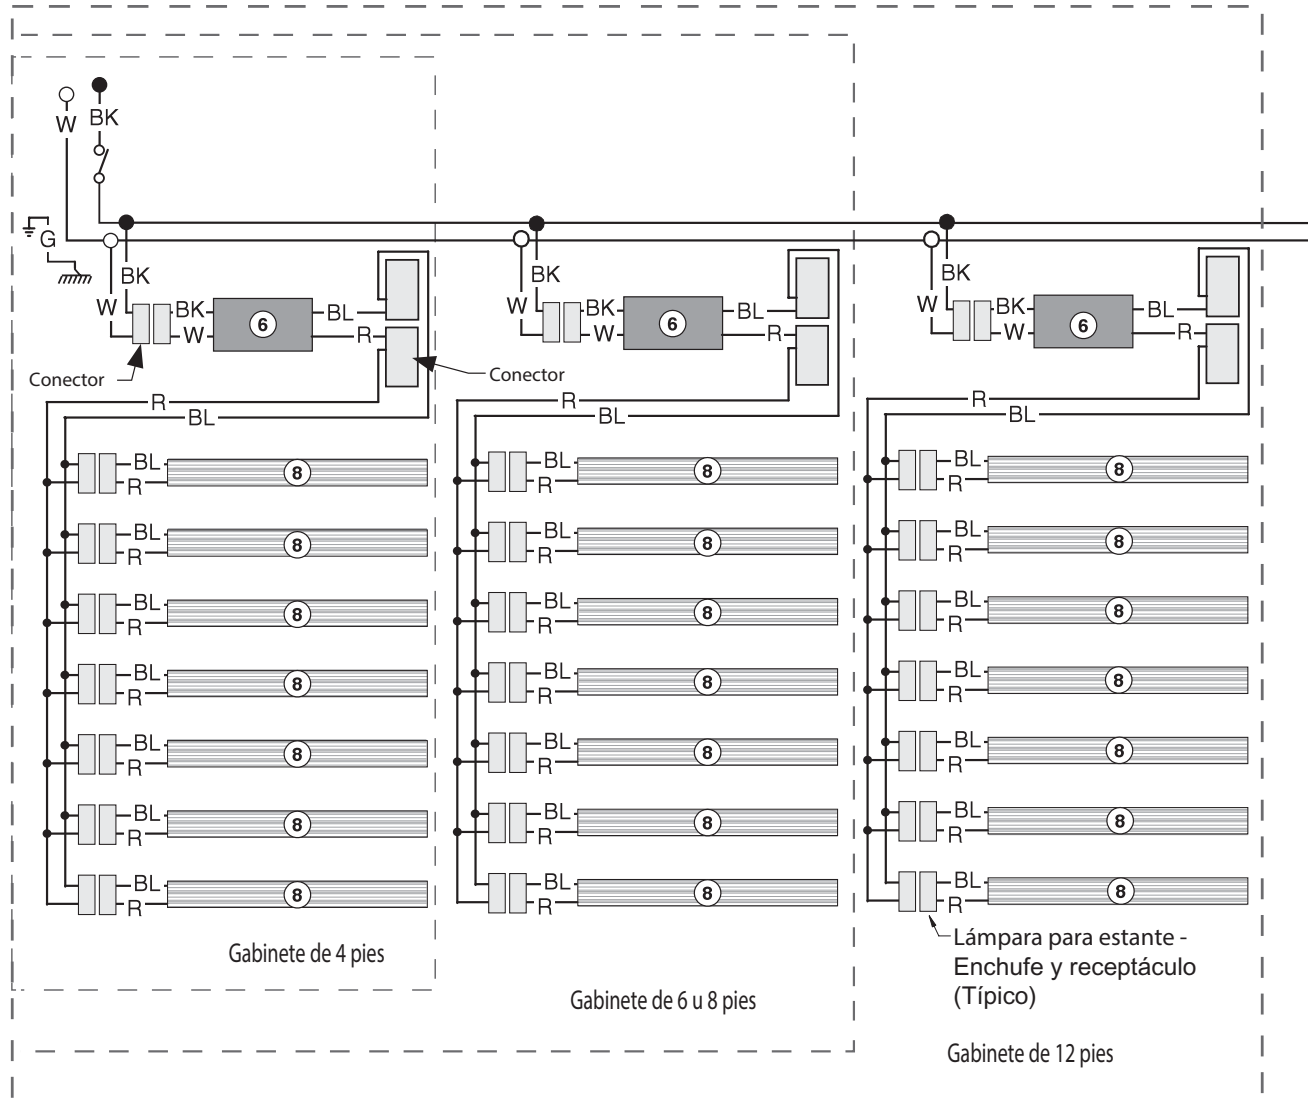 W BK
G
BK BK BK
W BK 6 BL W BK 6 BL W BK 6 BL
W R W R W R
Conector Conector
R R R
BL BL BL
BL 8 BL 8 BL 8
R R R
BL 8 BL 8 BL 8
R R R
BL 8 BL 8 BL 8
R R R
BL 8 BL 8 BL 8
R R R
BL 8 BL 8 BL 8
R R R
BL 8 BL 8 BL 8
R R R
BL 8 BL 8 BL 8
R R R
Gabinete de 4 pies
Lámpara para estante -
Enchufe y receptáculo
(Típico)
Gabinete de 6 u 8 pies
Gabinete de 12 pies